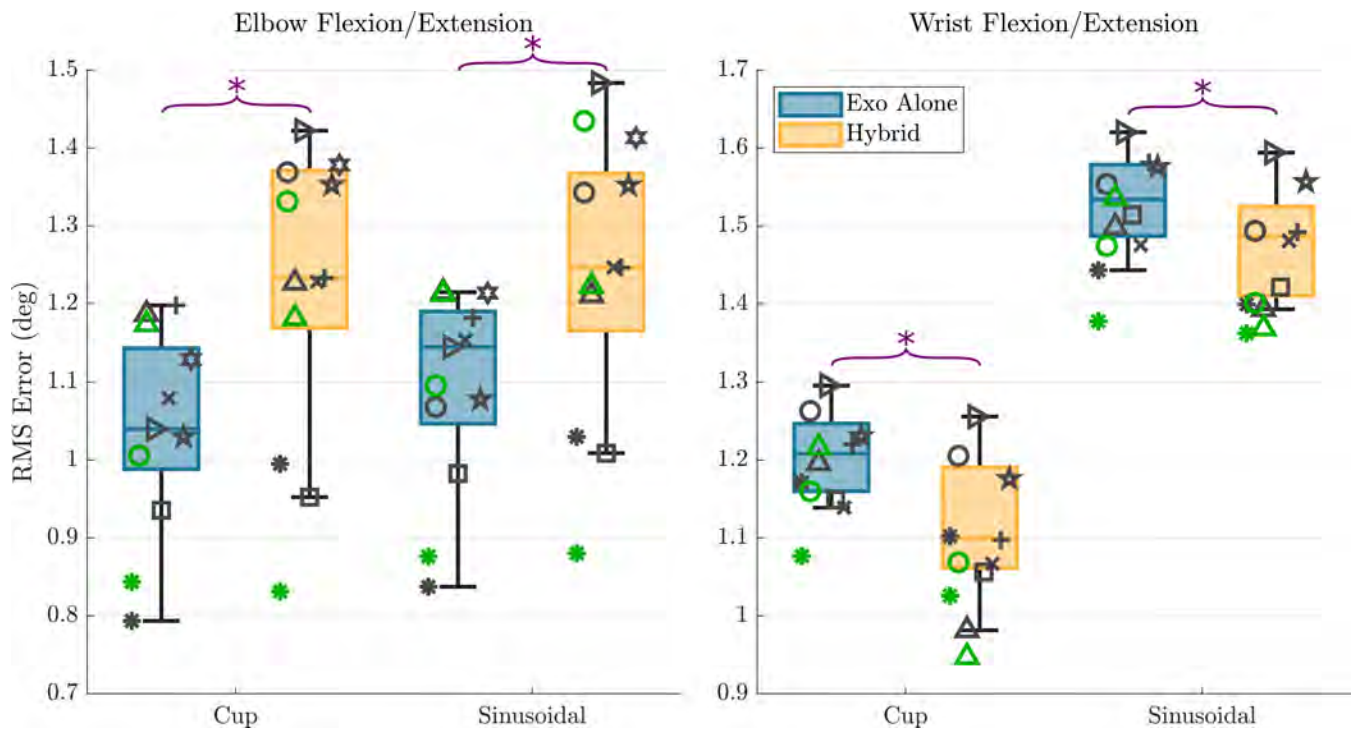 Elbow Flexion/Extension
Wrist Flexion/Extension
RMS Error (deg)
1.5
1.4
1.3
1.2
1.1
1
0.9
0.8
0.7
Cup
Sinusoidal
1.7
1.6
1.5
1.4
1.3
1.2
1.1
1
0.9
Exo Alone
Hybrid
Cup
Sinusoidal